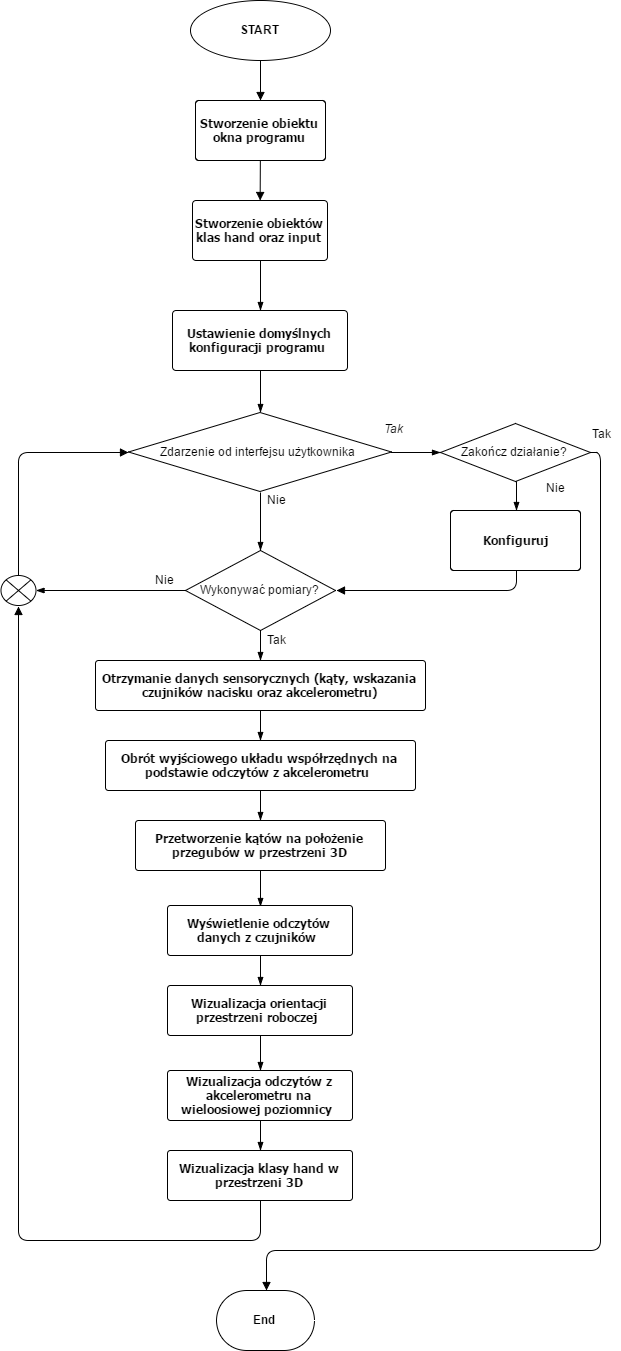 START
Stworzenie obiektu
okna programu
Stworzenie obiektów
klas hand oraz input
Ustawienie domyślnych
konfiguracji programu
Zdarzenie od interfejsu użytkownika
Tak
Zakończ działanie?
Tak
Nie
Nie
Konfiguruj
Wykonywać pomiary?
Nie
Tak
Otrzymanie danych sensorycznych (kąty, wskazania
czujników nacisku oraz akcelerometru)
Obrót wyjściowego układu współrzędnych na
podstawie odczytów z akcelerometru
Przetworzenie kątów na położenie
przegubów w przestrzeni 3D
Wyświetlenie odczytów
danych z czujników
Wizualizacja orientacji
przestrzeni roboczej
Wizualizacja odczytów z
akcelerometru na
wieloosiowej poziomnicy
Wizualizacja klasy hand w
przestrzeni 3D
End